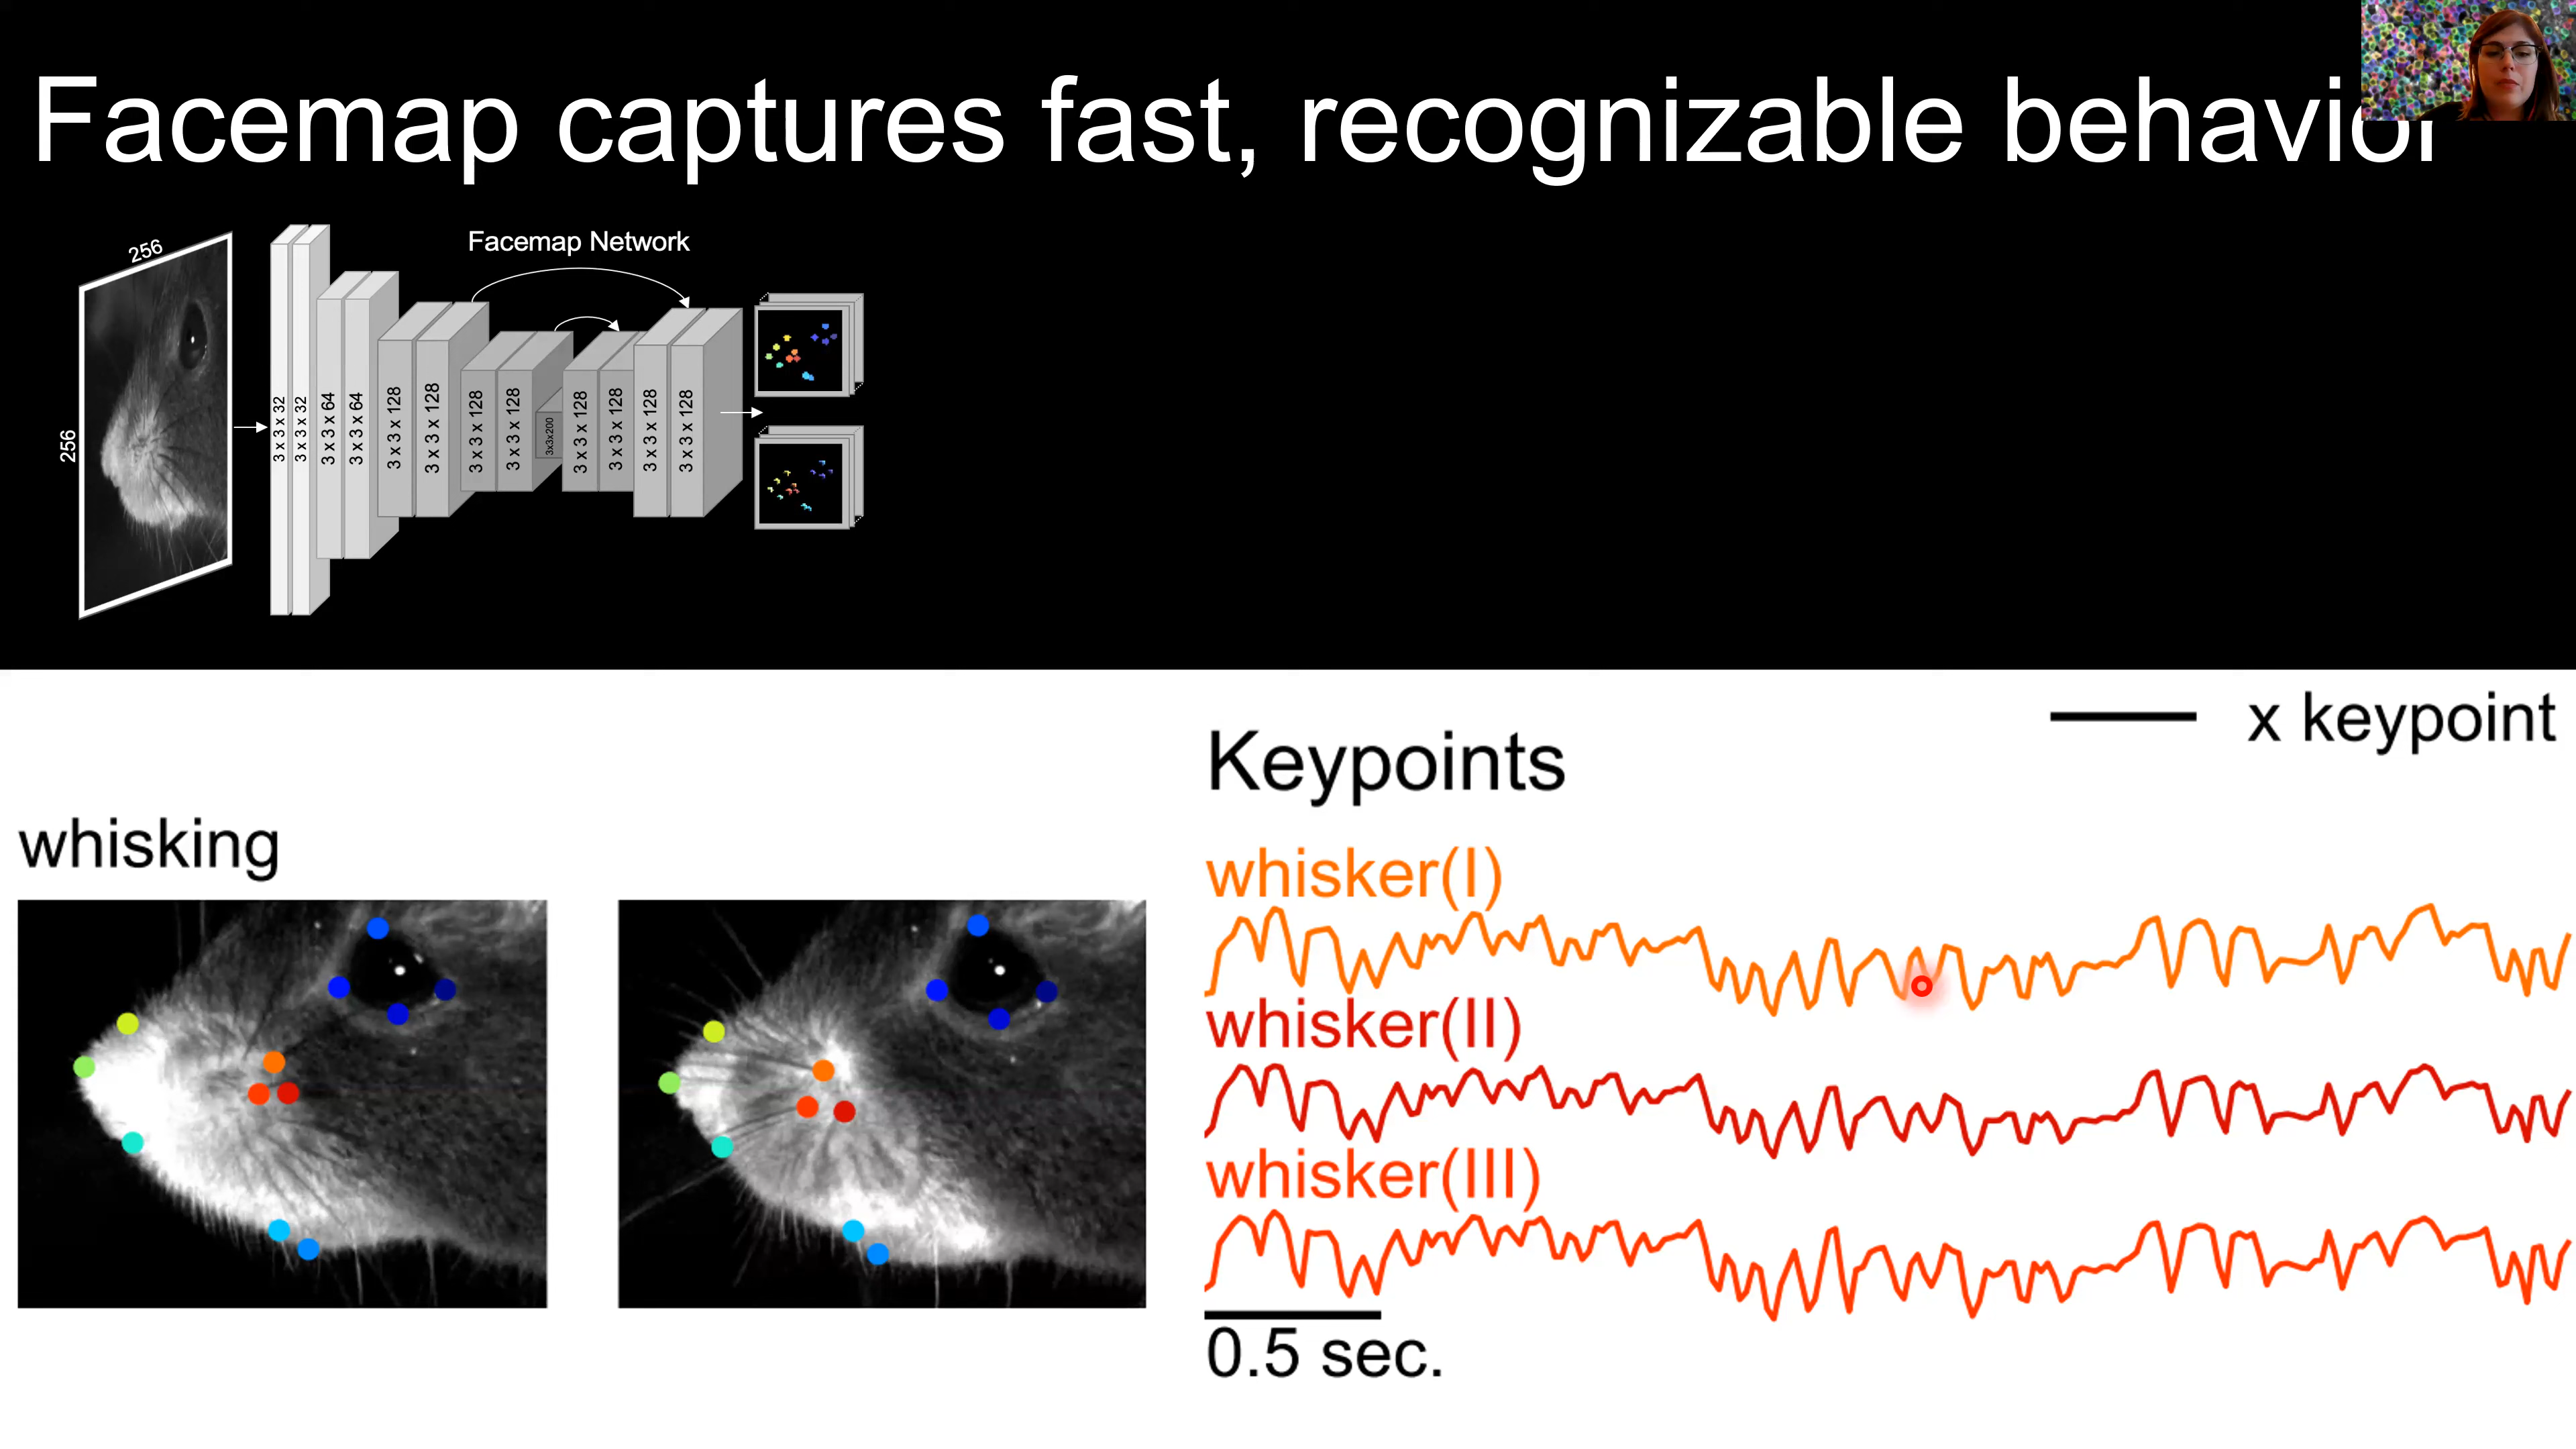 Facemap captures fast, recognizable behavior
Facemap Network
256
256
3 x 3 x 32
3 x 3 x 32
3 x 3 x 64
3 x 3 x 64
3 x 3 x 128
3 x 3 x 128
3 x 3 x 128
3 x 3 x 128
3x3x200
3 x 3 x 128
3 x 3 x 128
3 x 3 x 128
3 x 3 x 128
x keypoint
Keypoints
whisking
whisker(I)
whisker(II)
whisker(III)
0.5 sec.